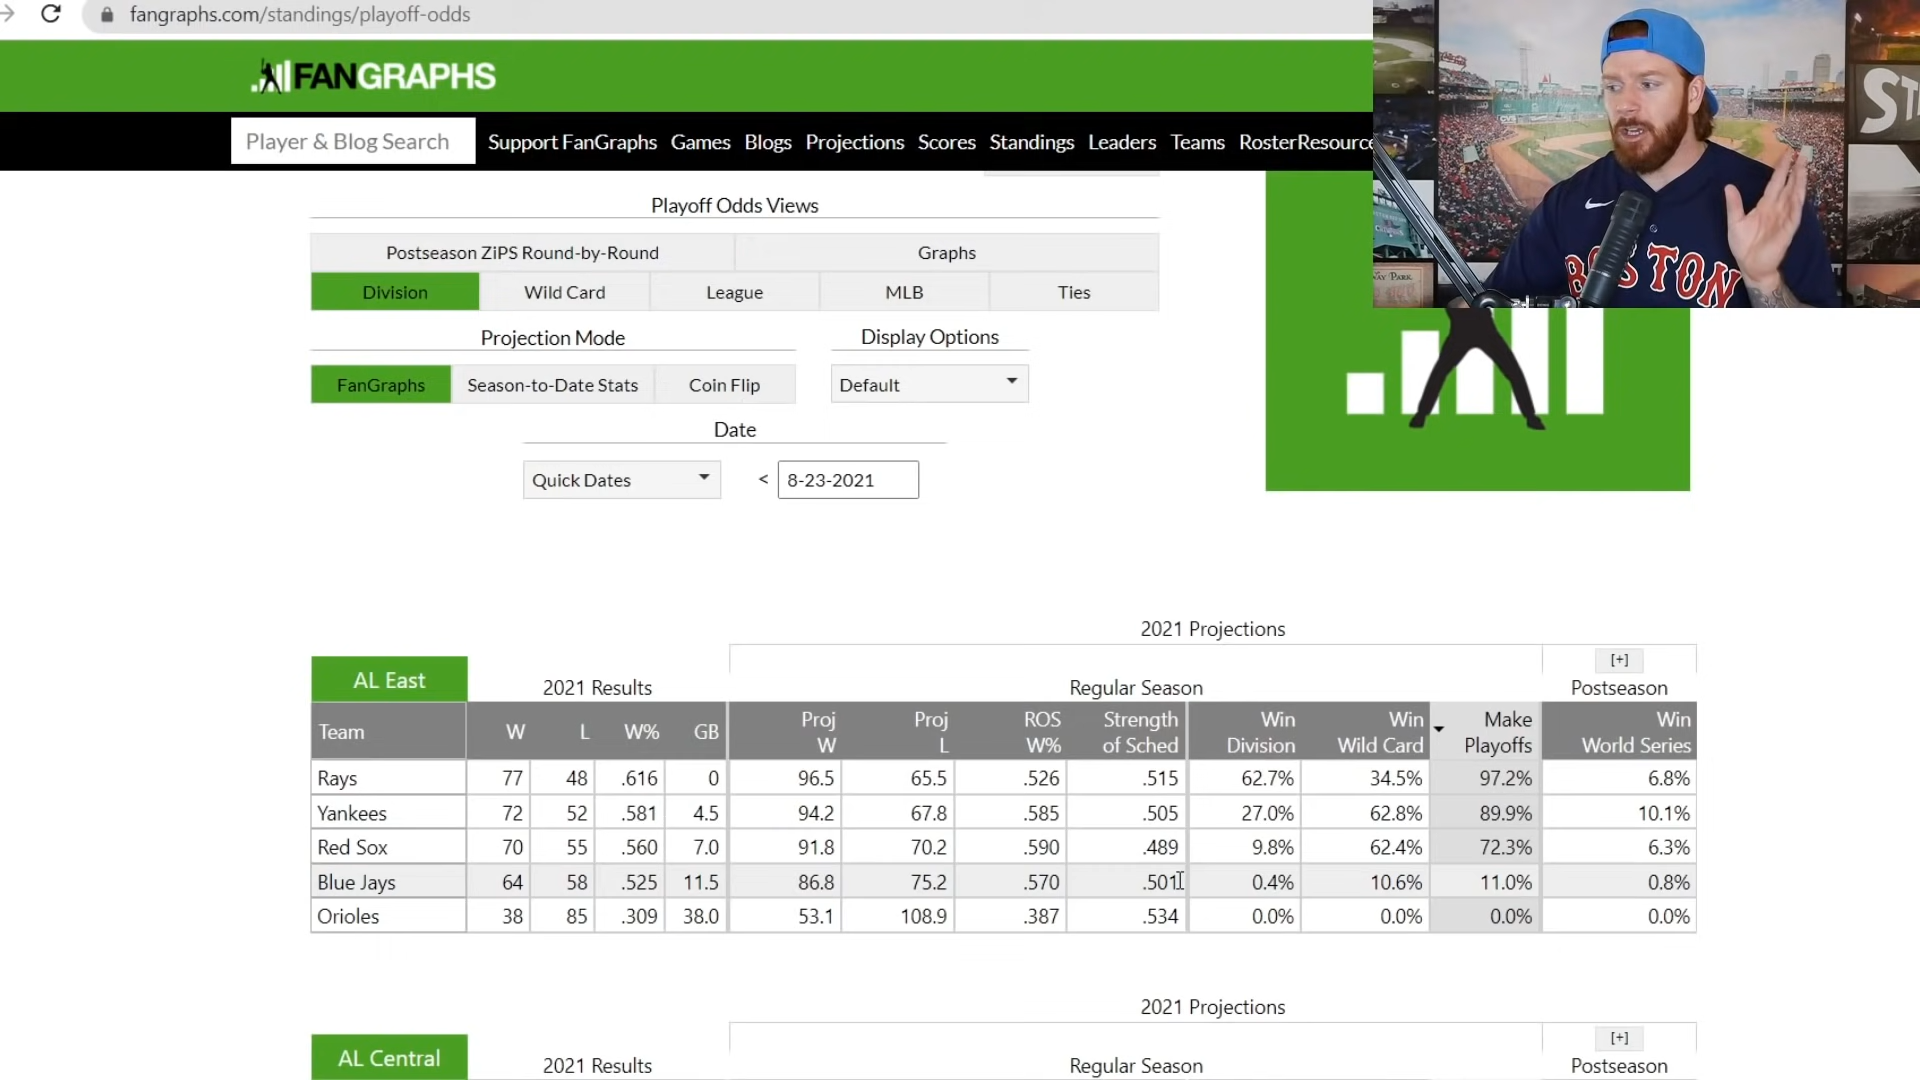 fangraphs.com/standings/playoff-odds
FANGRAPHS
Player & Blog Search Support FanGraphs Games Blogs Projections Scores Standings Leaders Teams RosterResource
Playoff Odds Views
Postseason ZiPS Round-by-Round Graphs
Division Wild Card League MLB Ties
Projection Mode Display Options
FanGraphs Season-to-Date Stats Coin Flip Default
Date
Quick Dates < 8-23-2021
BOSTON
2021 Projections
[+]
AL East 2021 Results Regular Season Postseason
Team W L W% GB Proj W Proj L ROS W% Strength of Sched Win Division Win Wild Card Make Playoffs Win World Series
Rays 77 48 .616 0 96.5 65.5 .526 .515 62.7% 34.5% 97.2% 6.8%
Yankees 72 52 .581 4.5 94.2 67.8 .585 .505 27.0% 62.8% 89.9% 10.1%
Red Sox 70 55 .560 7.0 91.8 70.2 .590 .489 9.8% 62.4% 72.3% 6.3%
Blue Jays 64 58 .525 11.5 86.8 75.2 .570 .501 0.4% 10.6% 11.0% 0.8%
Orioles 38 85 .309 38.0 53.1 108.9 .387 .534 0.0% 0.0% 0.0% 0.0%
2021 Projections
[+]
AL Central 2021 Results Regular Season Postseason